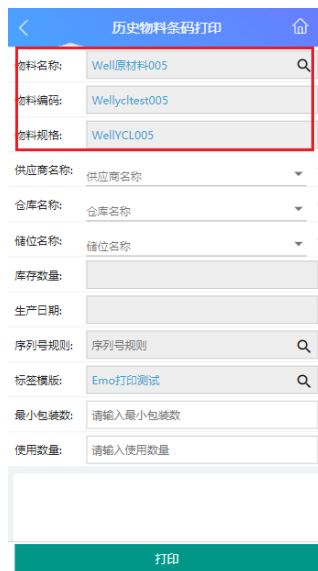 历史物料条码打印
物料名称: Well原材料005
物料编码: Wellycltest005
物料规格: WellYCL005
供应商名称: 供应商名称
仓库名称: 仓库名称
储位名称: 储位名称
库存数量:
生产日期:
序列号规则: 序列号规则
标签模版: Emo打印测试
最小包装数: 请输入最小包装数
使用数量: 请输入使用数量
打印